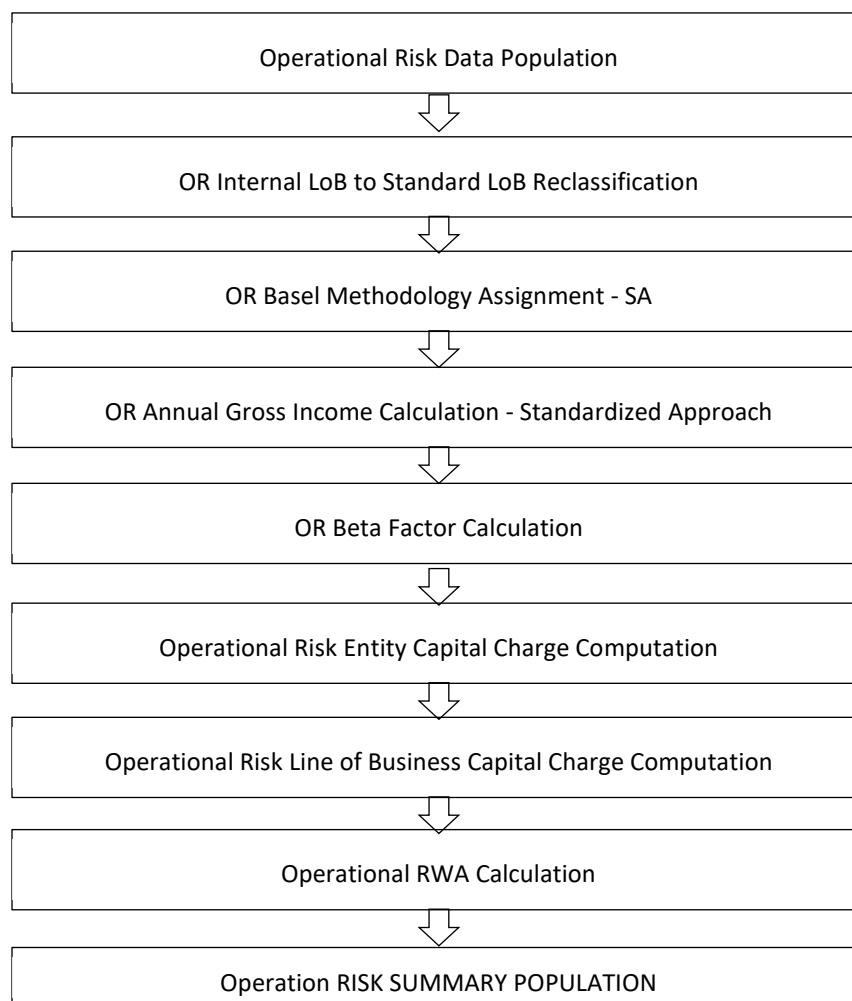 Operational Risk Data Population
OR Internal LoB to Standard LoB Reclassification
OR Basel Methodology Assignment - SA
OR Annual Gross Income Calculation - Standardized Approach
OR Beta Factor Calculation
Operational Risk Entity Capital Charge Computation
Operational Risk Line of Business Capital Charge Computation
Operational RWA Calculation
Operation RISK SUMMARY POPULATION